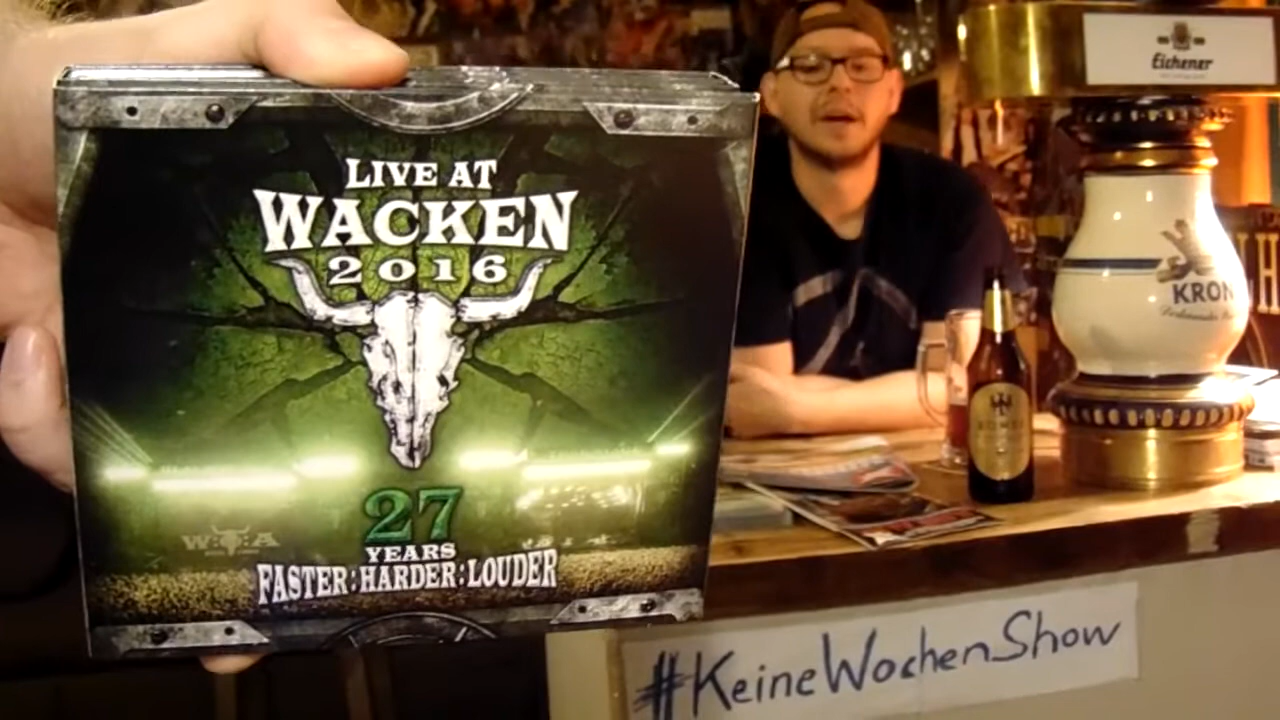 LIVE AT
WACKEN
2016
27
YEARS
FASTER:HARDER:LOUDER
W:O:A
Eichener
KRON
#KeineWochenShow